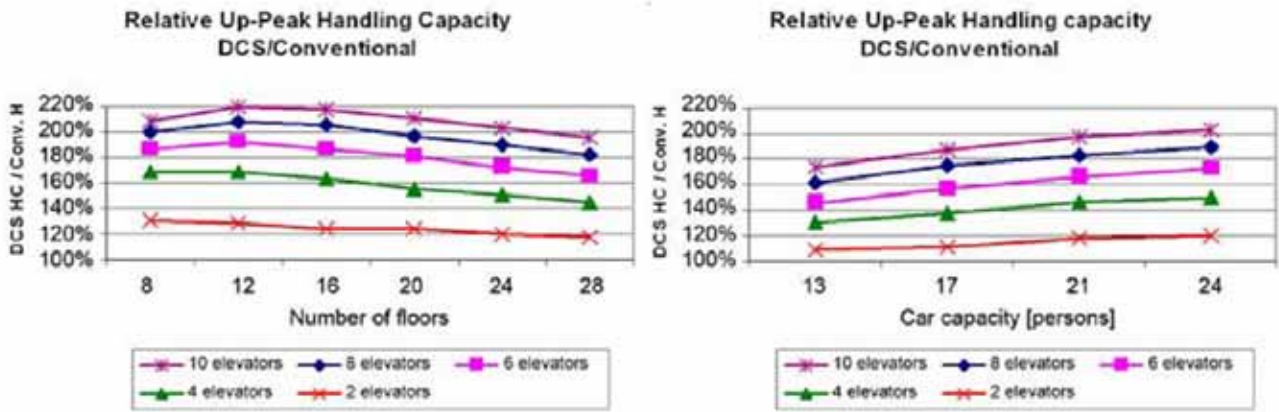 Relative Up-Peak Handling Capacity
DCS/Conventional
DCS HC / Conv. H
220%
200%
180%
160%
140%
120%
100%
8 12 16 20 24 28
Number of floors
10 elevators 8 elevators 6 elevators
4 elevators 2 elevators
Relative Up-Peak Handling capacity
DCS/Conventional
DCS HC / Conv. H
220%
200%
180%
160%
140%
120%
100%
13 17 21 24
Car capacity [persons]
10 elevators 8 elevators 6 elevators
4 elevators 2 elevators